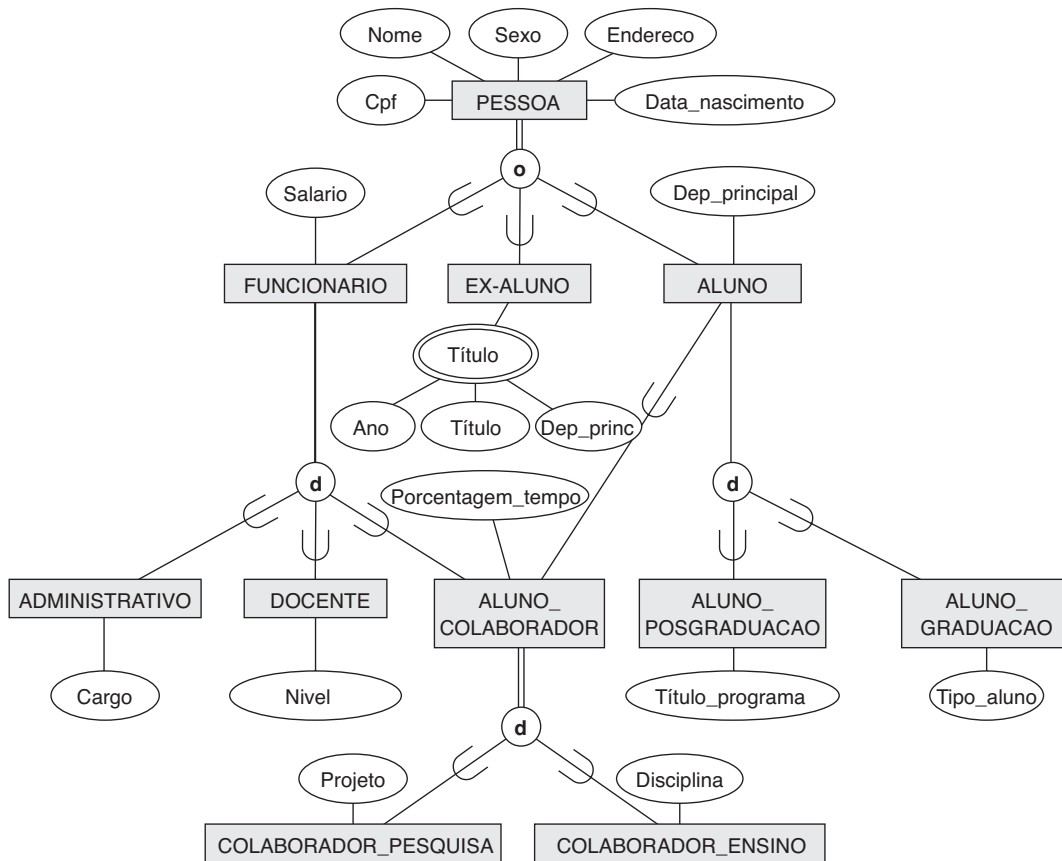 Nome
Sexo
Endereco
Cpf
PESSOA
Data_nascimento
o
Salario
Dep_principal
FUNCIONARIO
EX-ALUNO
ALUNO
Título
Ano
Título
Dep_princ
d
Porcentagem_tempo
d
ADMINISTRATIVO
DOCENTE
ALUNO_
COLABORADOR
ALUNO_
POSGRADUACAO
ALUNO_
GRADUACAO
Cargo
Nivel
Título_programa
Tipo_aluno
d
Projeto
Disciplina
COLABORADOR_PESQUISA
COLABORADOR_ENSINO